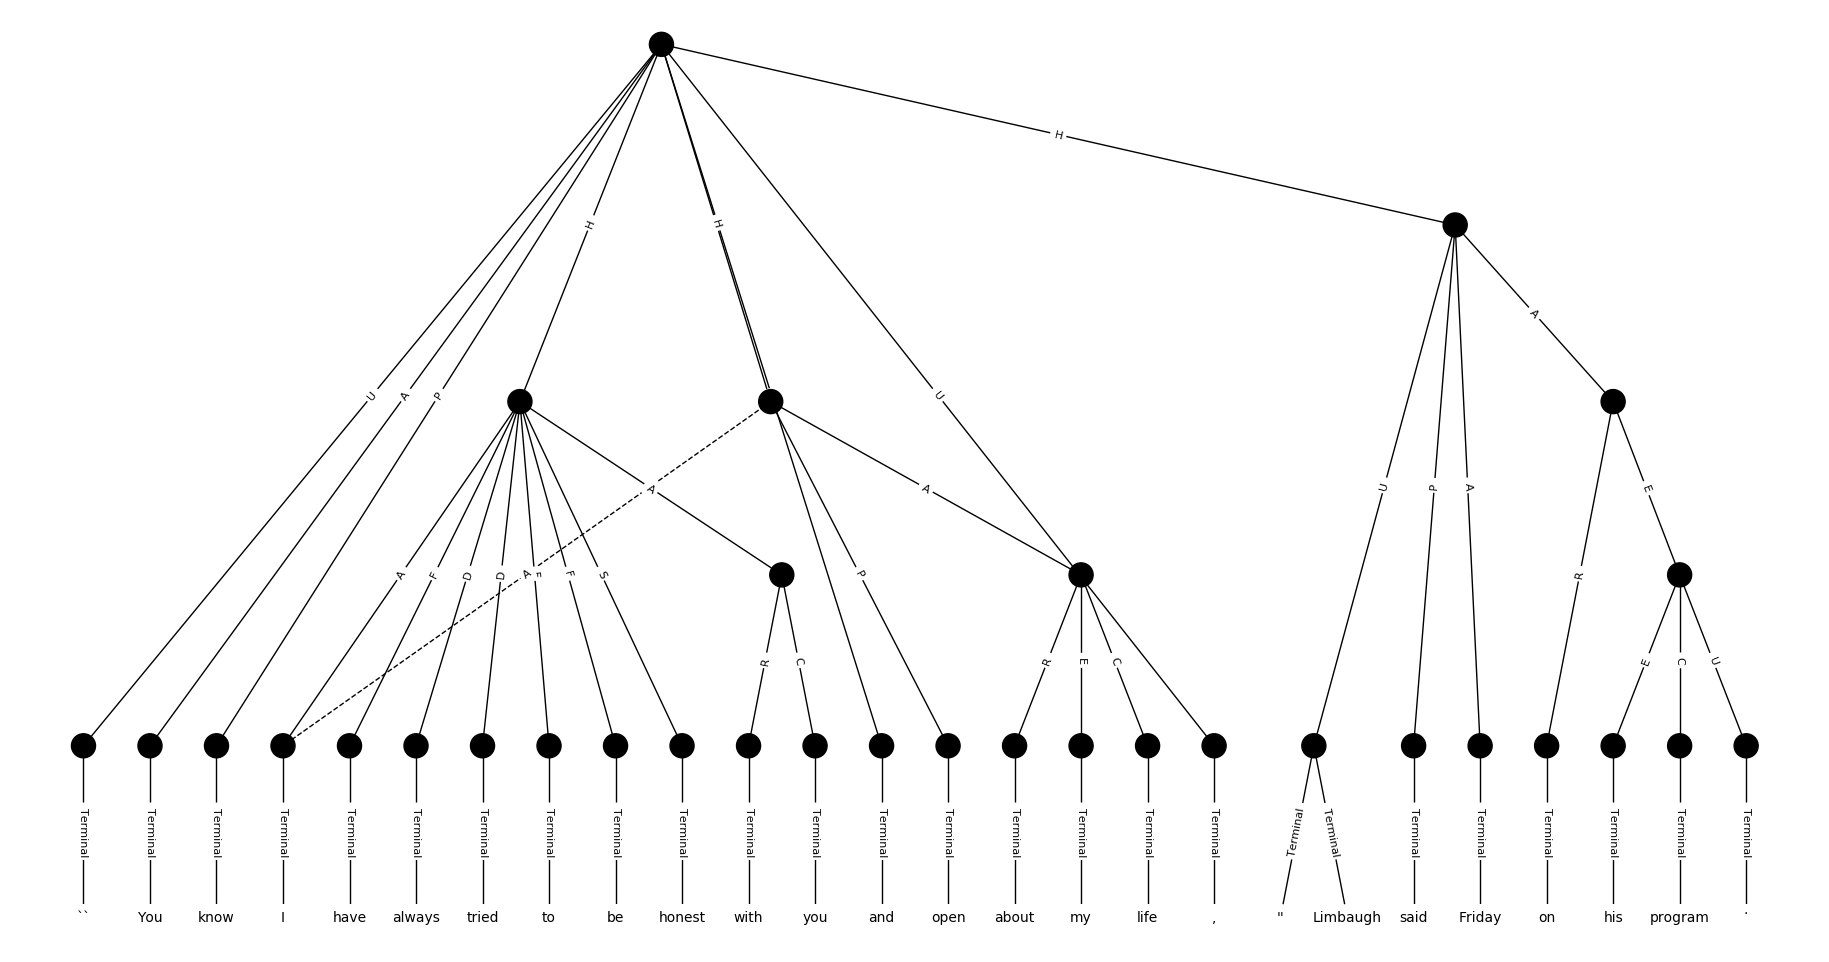 H
H H
A
U A P U
U P A
A A E
A F D D A F F S P R
R C R E C E C U
Terminal Terminal Terminal Terminal Terminal Terminal Terminal Terminal Terminal Terminal Terminal Terminal Terminal Terminal Terminal Terminal Terminal Terminal Terminal Terminal Terminal Terminal Terminal Terminal Terminal Terminal
`` You know I have always tried to be honest with you and open about my life , " Limbaugh said Friday on his program .